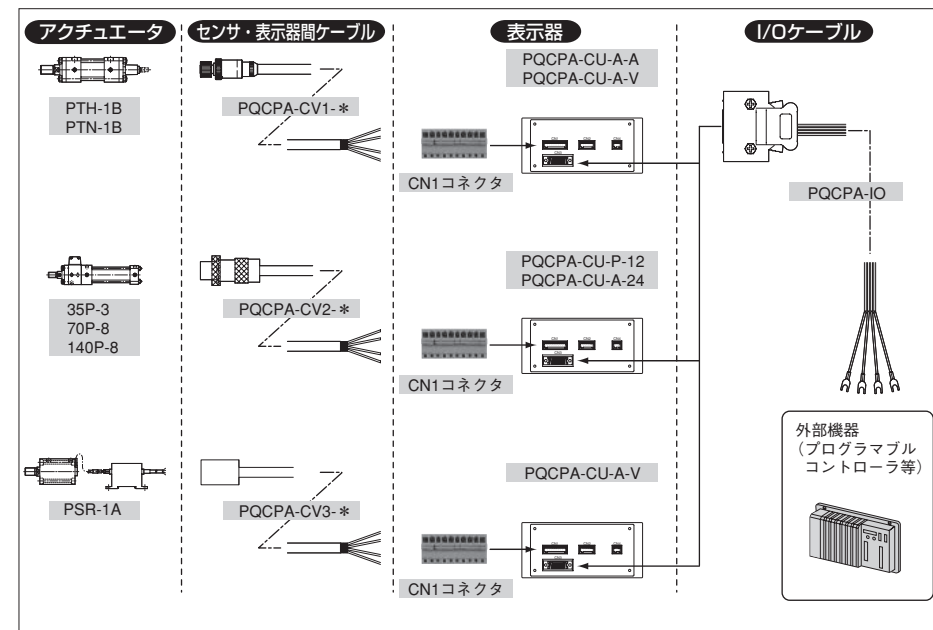 アクチュエータ
センサ・表示器間ケーブル
表示器
I/Oケーブル
PTH-1B
PTN-1B
PQCPA-CV1-＊
PQCPA-CU-A-A
PQCPA-CU-A-V
CN1コネクタ
PQCPA-IO
35P-3
70P-8
140P-8
PQCPA-CV2-＊
PQCPA-CU-P-12
PQCPA-CU-A-24
CN1コネクタ
PSR-1A
PQCPA-CV3-＊
PQCPA-CU-A-V
CN1コネクタ
外部機器
（プログラマブル
コントローラ等）